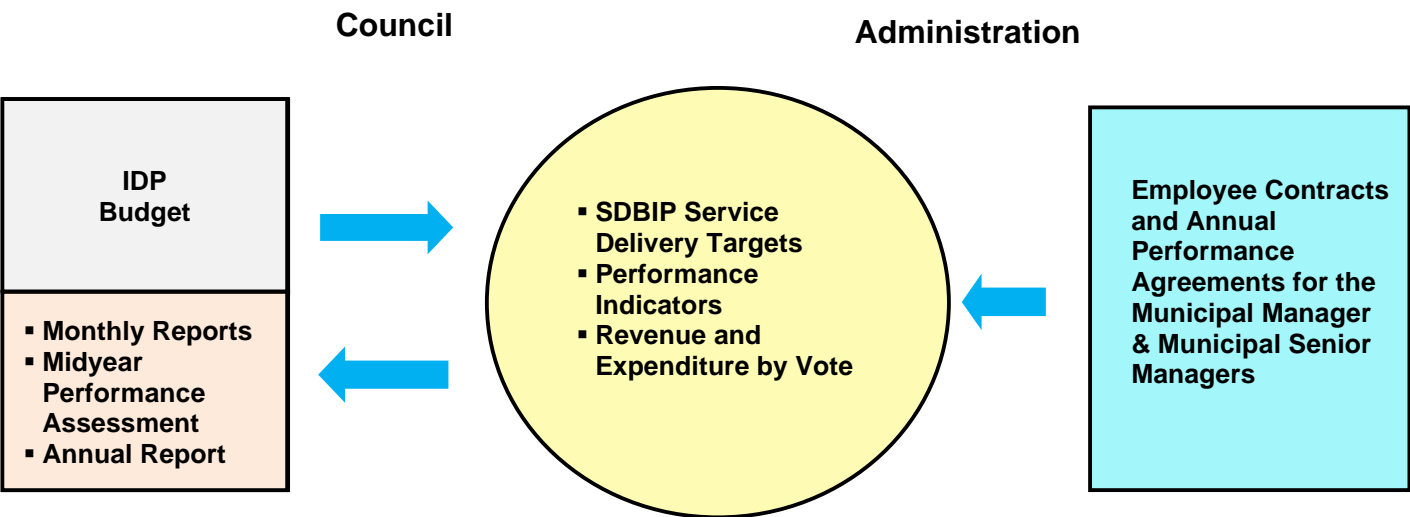 Council
Administration
IDP
Budget
▪ Monthly Reports
▪ Midyear
Performance
Assessment
▪ Annual Report
▪ SDBIP Service
Delivery Targets
▪ Performance
Indicators
▪ Revenue and
Expenditure by Vote
Employee Contracts
and Annual
Performance
Agreements for the
Municipal Manager
& Municipal Senior
Managers